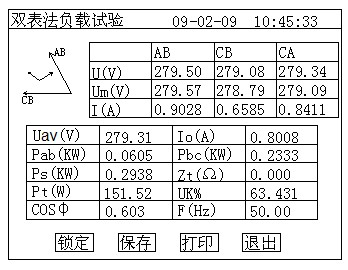 双表法负载试验 09-02-09 10:45:33
AB
CB
AB CB CA
U(V) 279.50 279.08 279.34
Um(V) 279.57 278.79 279.09
I(A) 0.9028 0.6585 0.8411
Uav(V) 279.31 Io(A) 0.8008
Pab(KW) 0.0605 Pbc(KW) 0.2333
Ps(KW) 0.2938 Zt(Ω) 0.000
Pt(W) 151.52 UK% 63.431
COSΦ 0.603 F(Hz) 50.00
锁定 保存 打印 退出